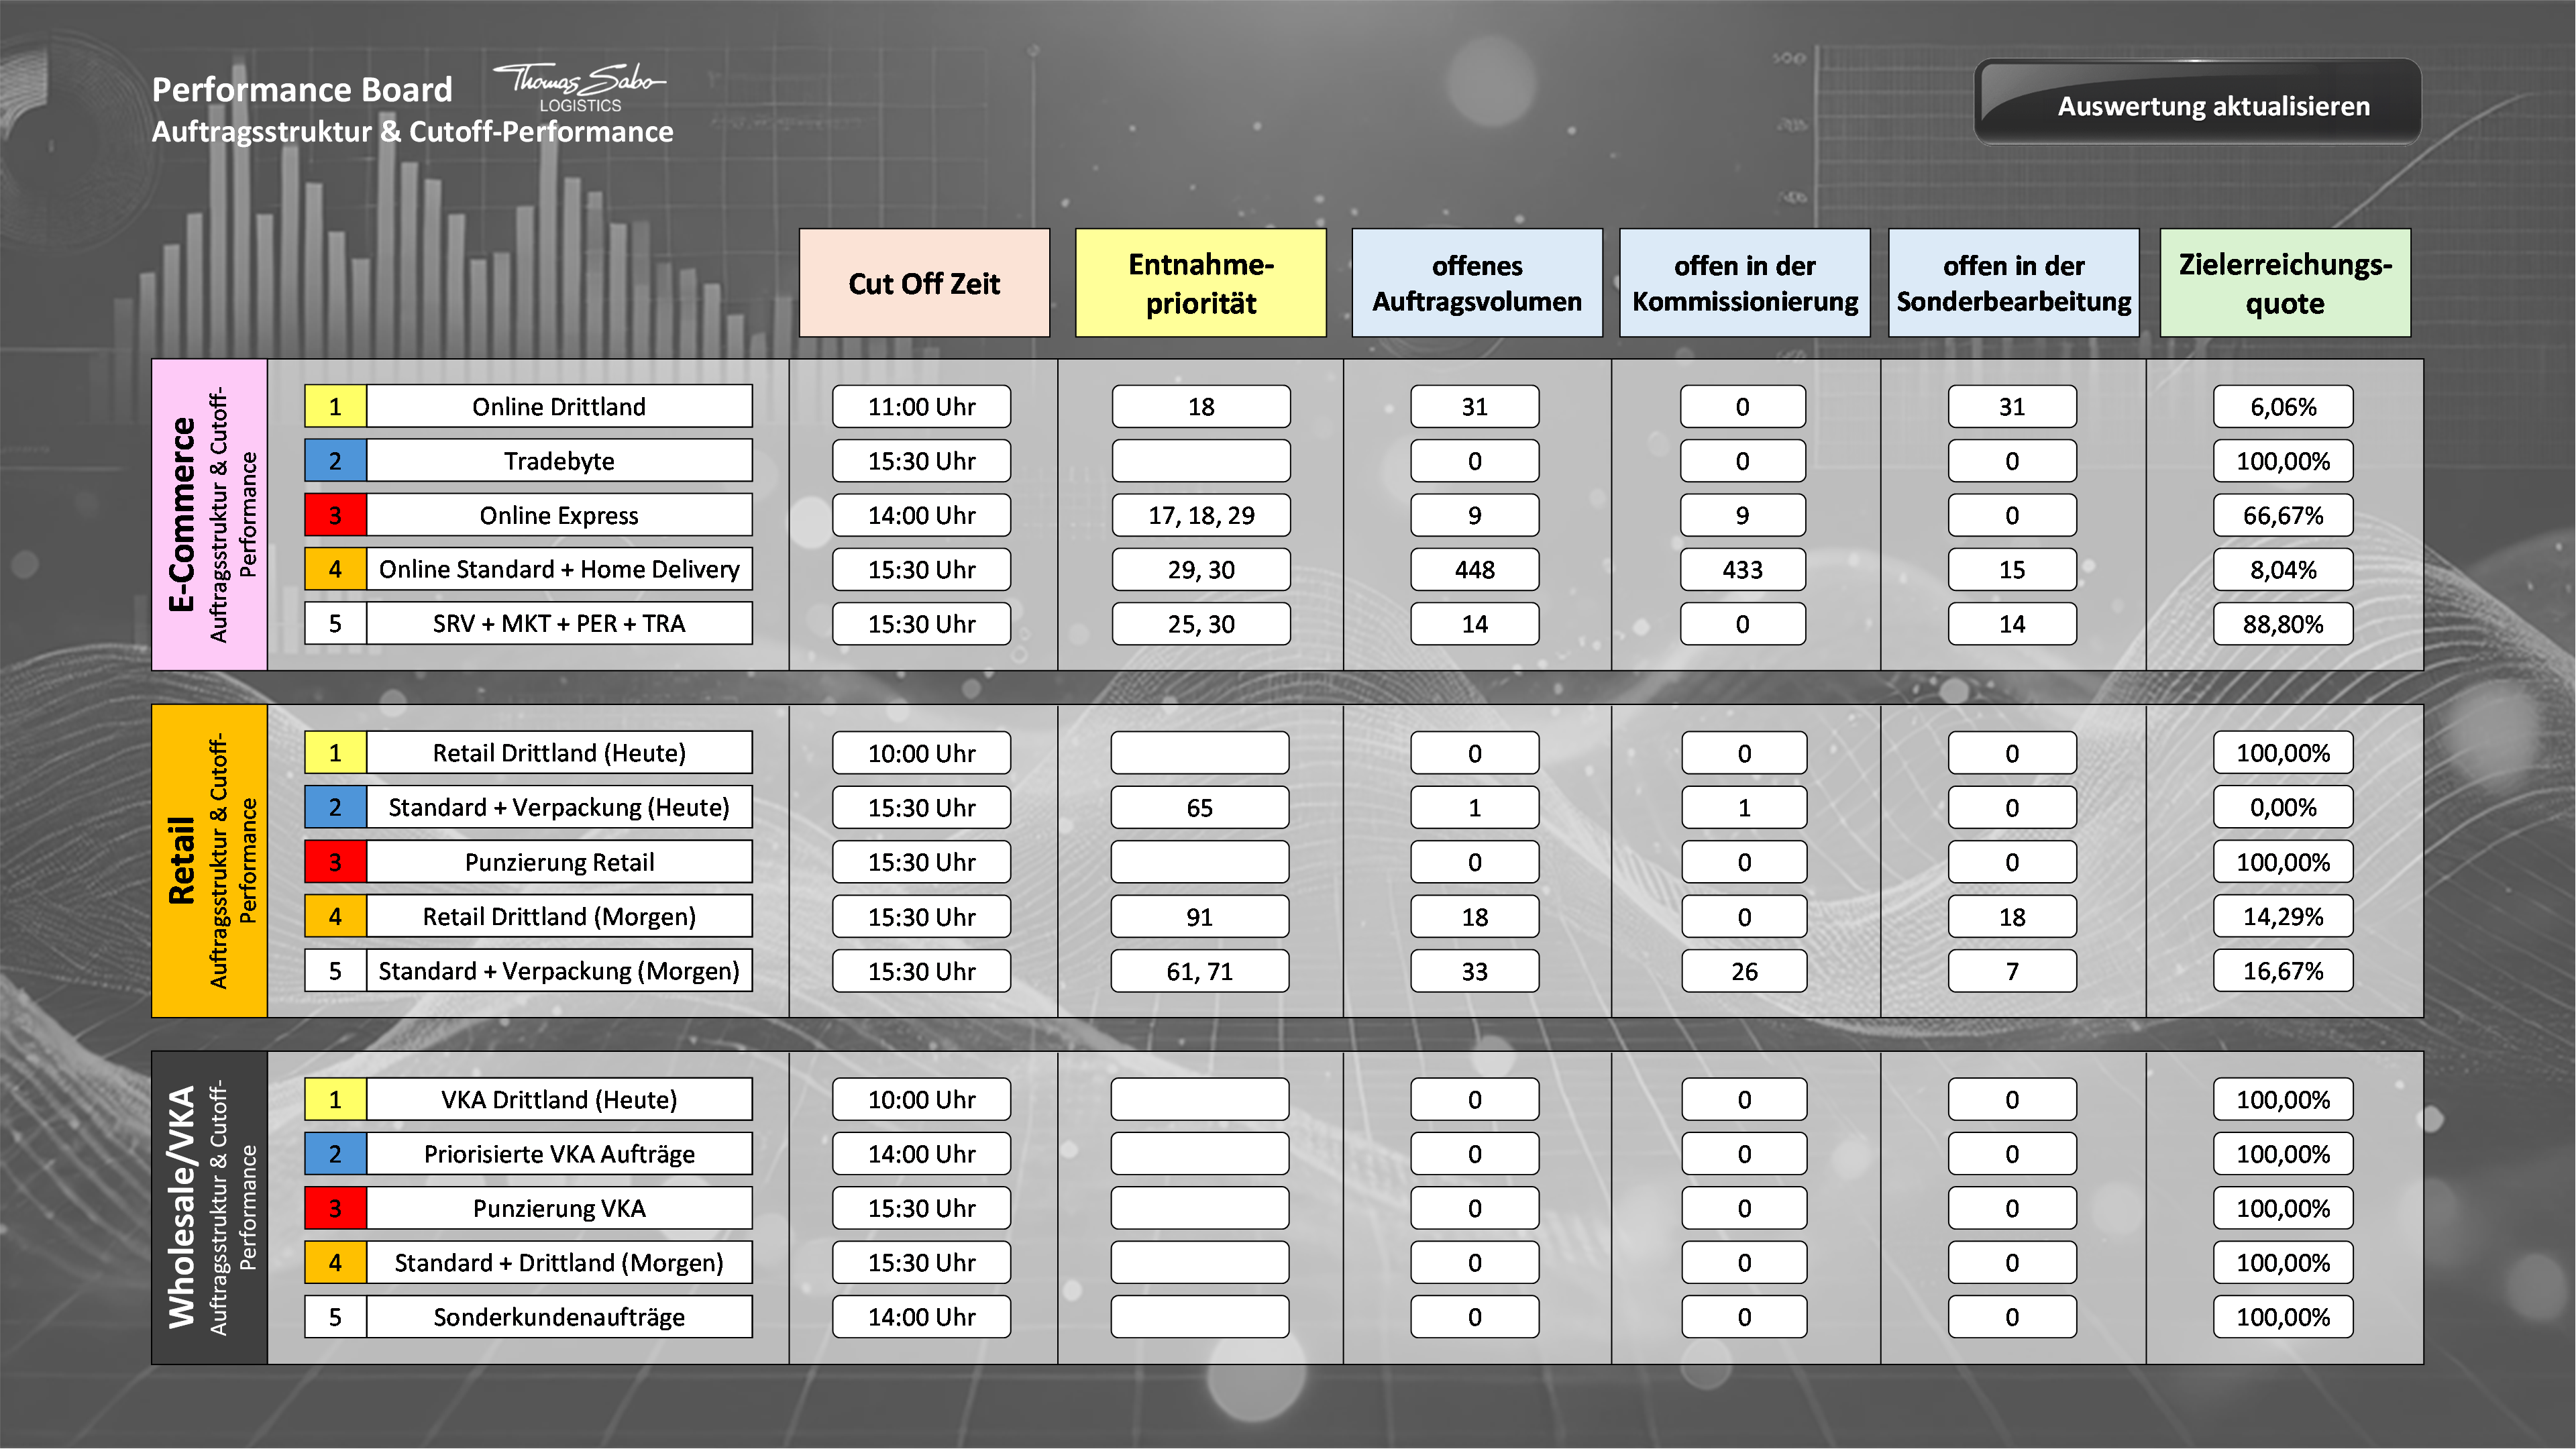 Performance Board
Thomas Sabo
LOGISTICS
Auftragsstruktur & Cutoff-Performance
Auswertung aktualisieren
Cut Off Zeit
Entnahme-
priorität
offenes
Auftragsvolumen
offen in der
Kommissionierung
offen in der
Sonderbearbeitung
Zielerreichungs-
quote
E-Commerce
Auftragsstruktur & Cutoff-
Performance
1 Online Drittland 11:00 Uhr 18 31 0 31 6,06%
2 Tradebyte 15:30 Uhr 0 0 0 100,00%
3 Online Express 14:00 Uhr 17, 18, 29 9 9 0 66,67%
4 Online Standard + Home Delivery 15:30 Uhr 29, 30 448 433 15 8,04%
5 SRV + MKT + PER + TRA 15:30 Uhr 25, 30 14 0 14 88,80%
Retail
Auftragsstruktur & Cutoff-
Performance
1 Retail Drittland (Heute) 10:00 Uhr 0 0 0 100,00%
2 Standard + Verpackung (Heute) 15:30 Uhr 65 1 1 0 0,00%
3 Punzierung Retail 15:30 Uhr 0 0 0 100,00%
4 Retail Drittland (Morgen) 15:30 Uhr 91 18 0 18 14,29%
5 Standard + Verpackung (Morgen) 15:30 Uhr 61, 71 33 26 7 16,67%
Wholesale/VKA
Auftragsstruktur & Cutoff-
Performance
1 VKA Drittland (Heute) 10:00 Uhr 0 0 0 100,00%
2 Priorisierte VKA Aufträge 14:00 Uhr 0 0 0 100,00%
3 Punzierung VKA 15:30 Uhr 0 0 0 100,00%
4 Standard + Drittland (Morgen) 15:30 Uhr 0 0 0 100,00%
5 Sonderkundenaufträge 14:00 Uhr 0 0 0 100,00%